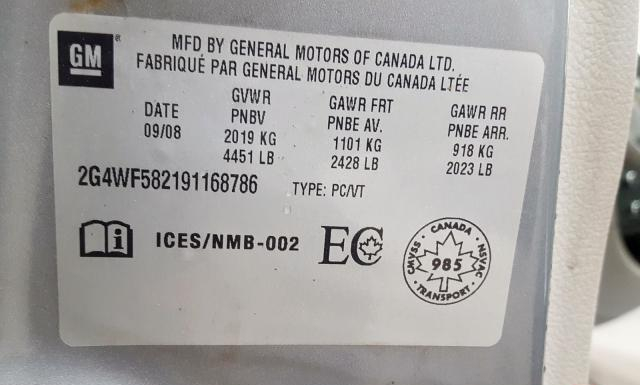 GM
MFD BY GENERAL MOTORS OF CANADA LTD.
FABRIQUÉ PAR GENERAL MOTORS DU CANADA LTÉE
DATE
09/08
GVWR
PNBV
2019 KG
4451 LB
GAWR FRT
PNBE AV.
1101 KG
2428 LB
GAWR RR
PNBE ARR.
918 KG
2023 LB
2G4WF582191168786 TYPE: PC/VT
i ICES/NMB-002 EC
CANADA
CMVSS 985 NSVAC
TRANSPORT